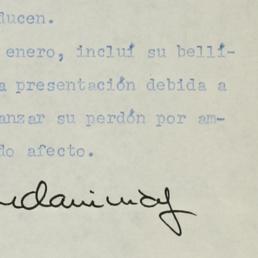 ducen.
enero, incluí su belli-
a presentación debida a
anzar su perdón por am-
do afecto.